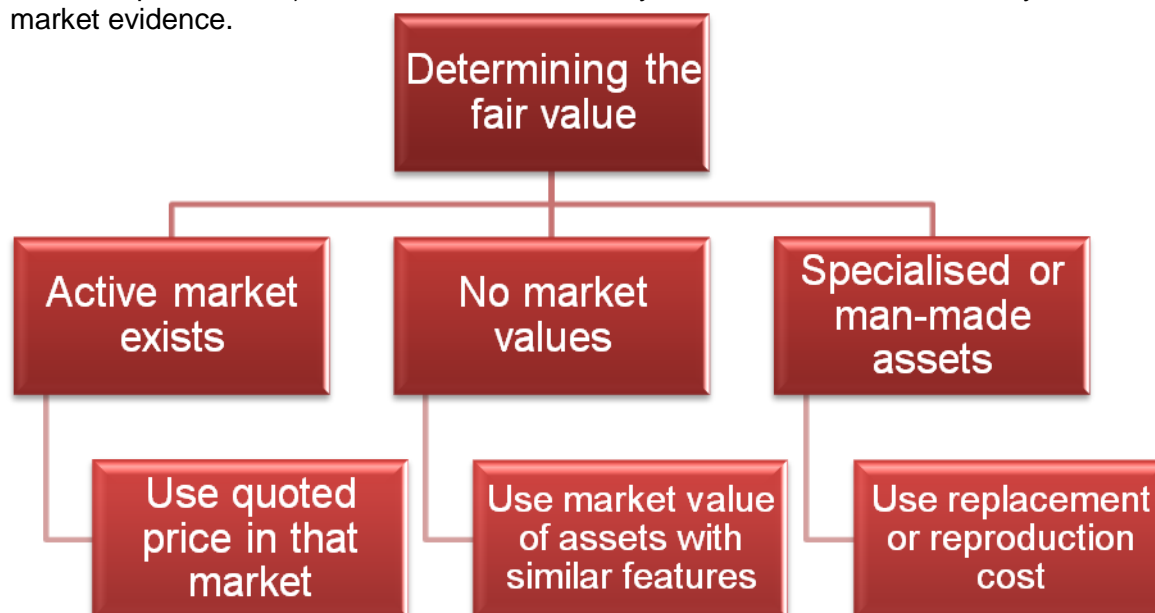 market evidence.
Determining the
fair value
Active market
exists
No market
values
Specialised or
man-made
assets
Use quoted
price in that
market
Use market value
of assets with
similar features
Use replacement
or reproduction
cost